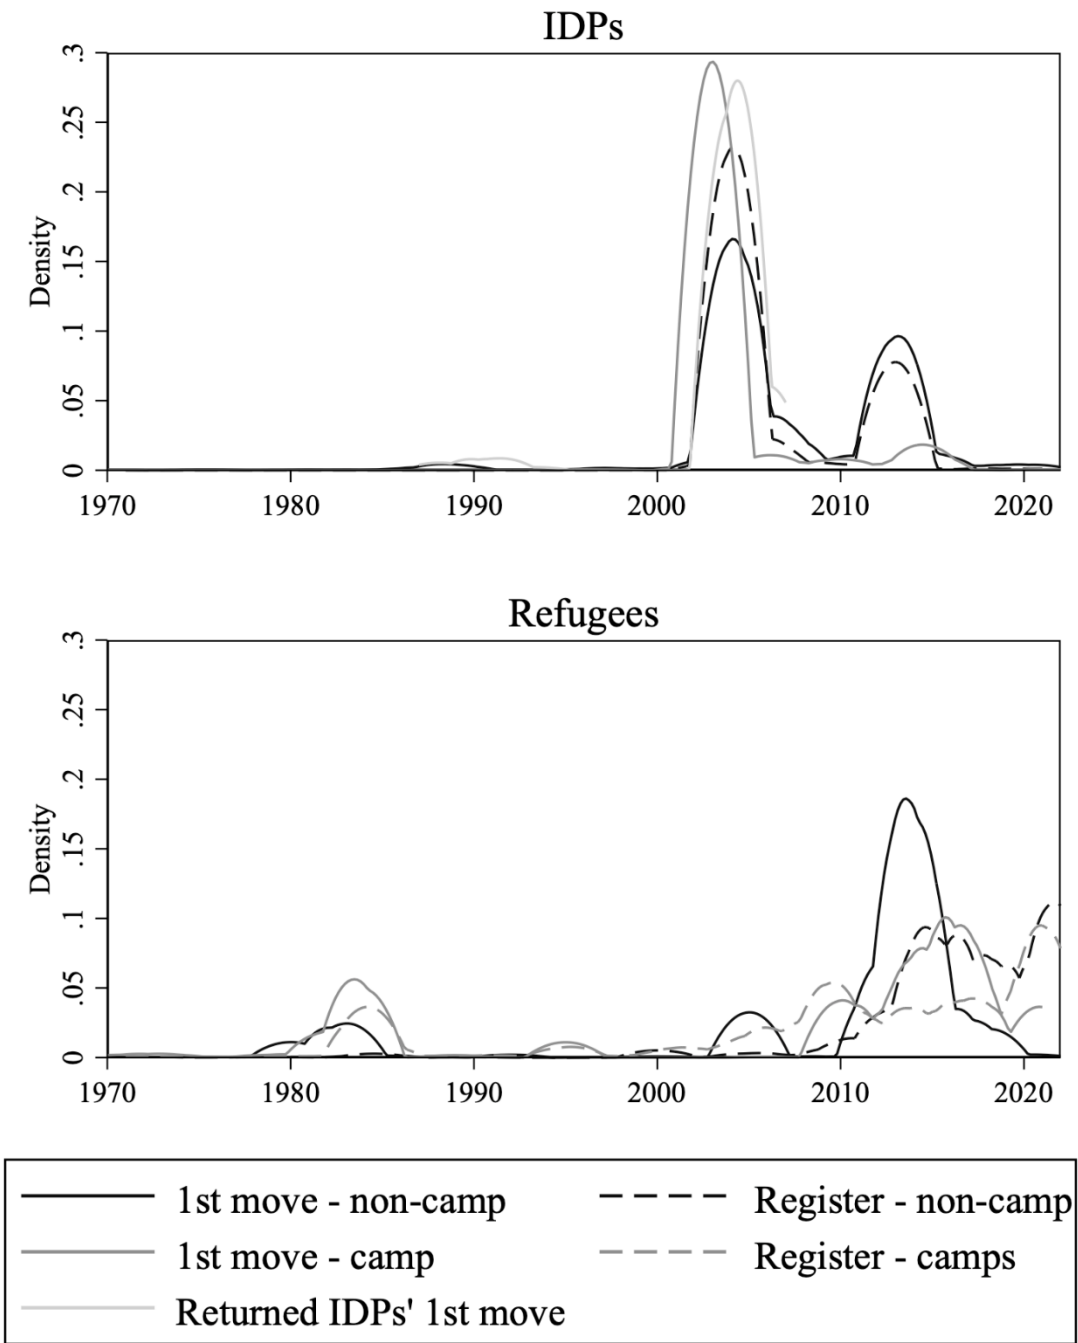 IDPs
Density
.3
.25
.2
.15
.1
.05
0
1970 1980 1990 2000 2010 2020
Refugees
Density
.3
.25
.2
.15
.1
.05
0
1970 1980 1990 2000 2010 2020
1st move - non-camp Register - non-camp
1st move - camp Register - camps
Returned IDPs' 1st move